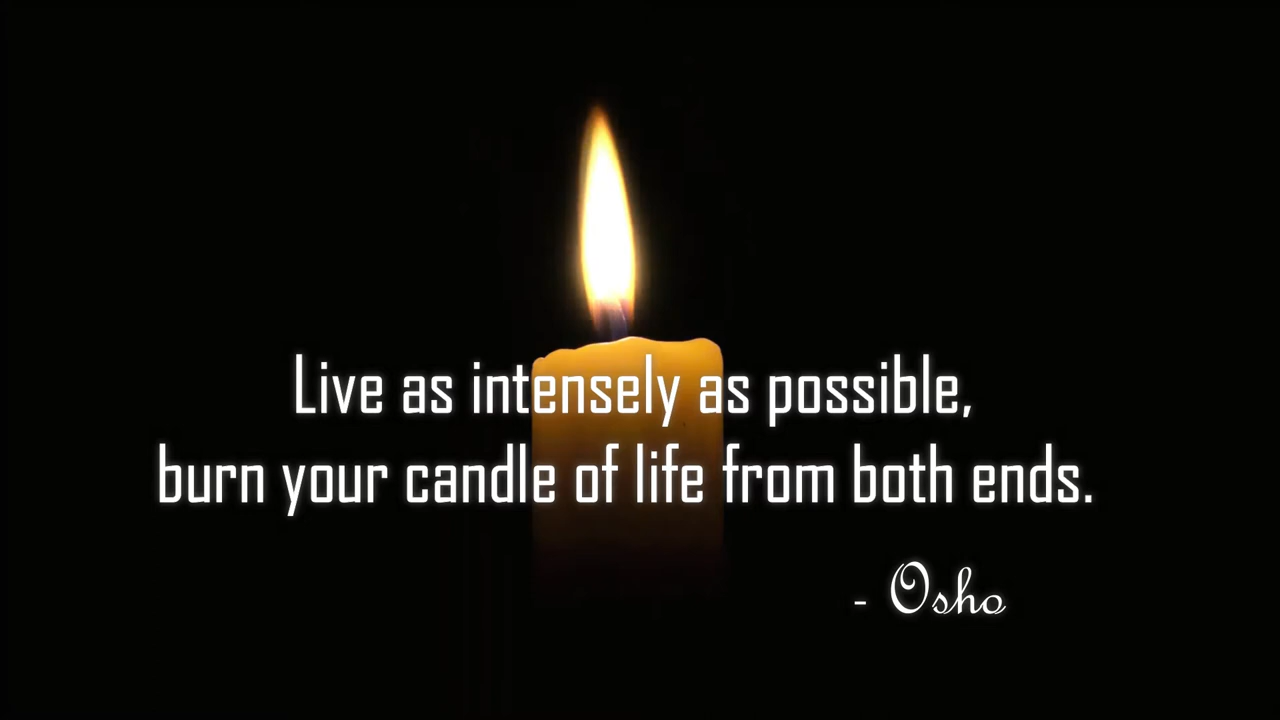 Live as intensely as possible,
burn your candle of life from both ends.
- Osho